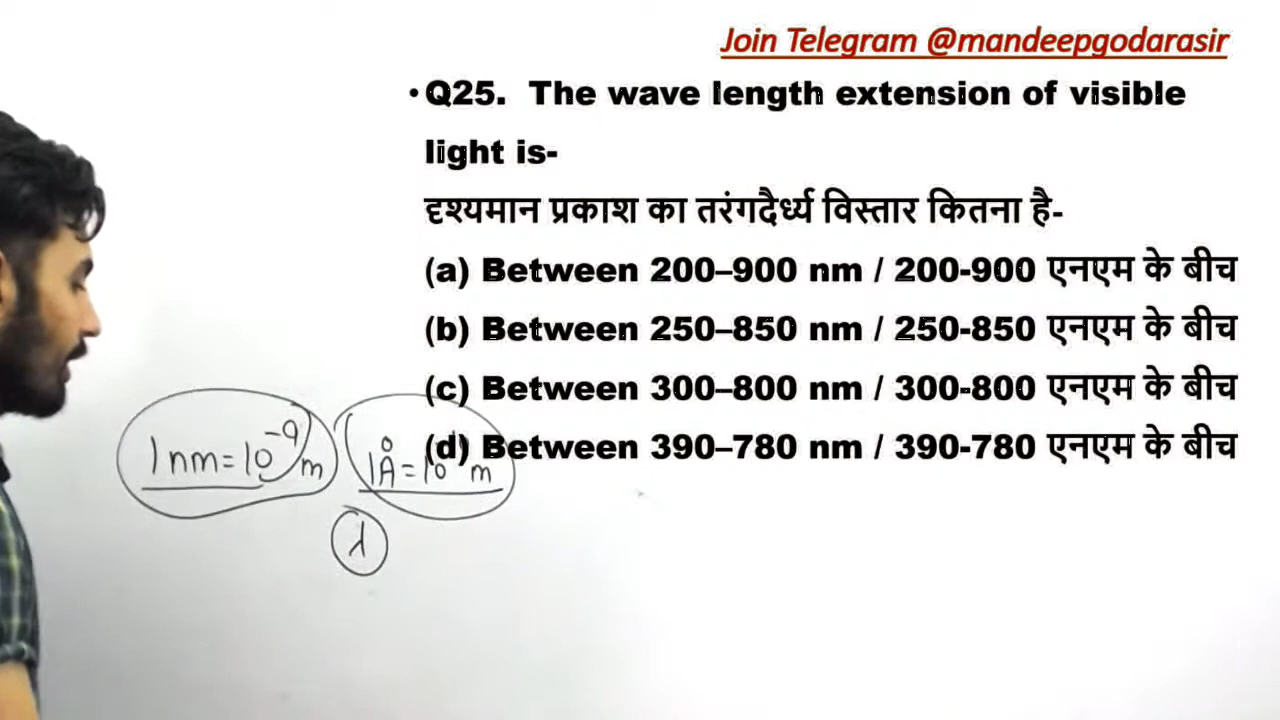 Join Telegram @mandeepgodarasir
• Q25. The wave length extension of visible
light is-
दृश्यमान प्रकाश का तरंगदैर्ध्य विस्तार कितना है-
(a) Between 200–900 nm / 200-900 एनएम के बीच
(b) Between 250–850 nm / 250-850 एनएम के बीच
(c) Between 300–800 nm / 300-800 एनएम के बीच
(d) Between 390–780 nm / 390-780 एनएम के बीच
1nm=10⁻⁹m
1Å= m
λ